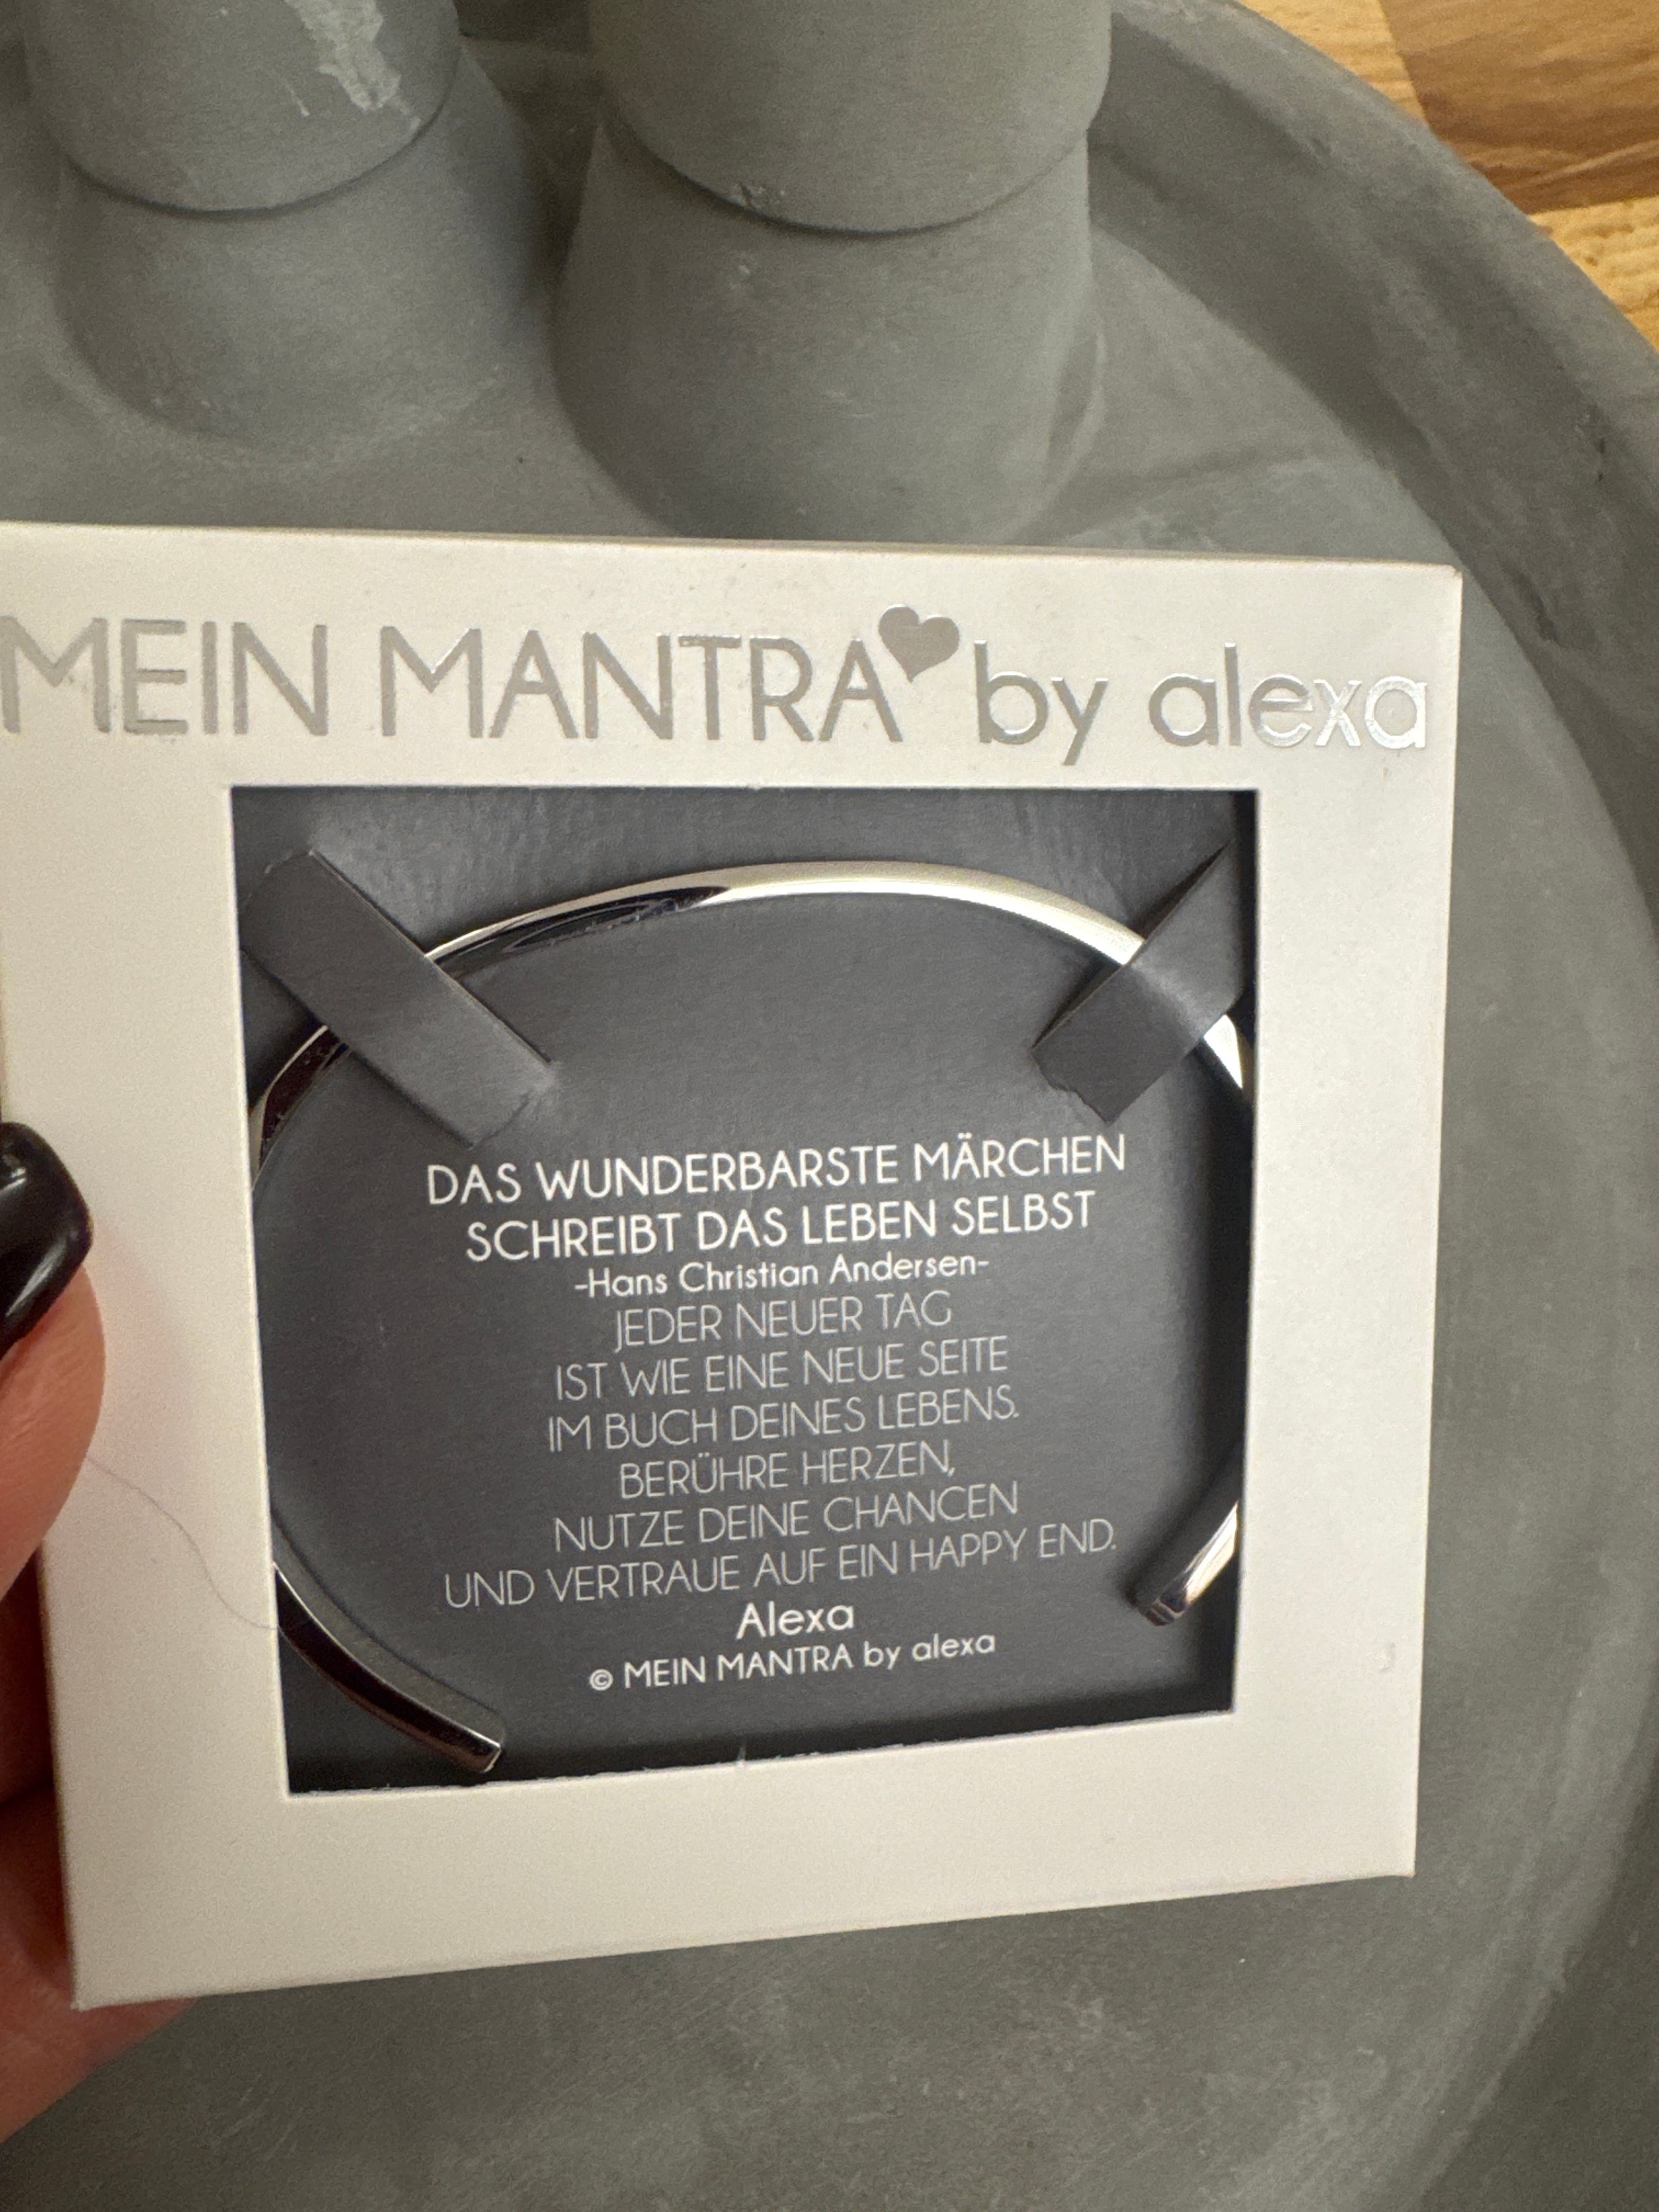 MEIN MANTRA by alexa
DAS WUNDERBARSTE MÄRCHEN
SCHREIBT DAS LEBEN SELBST
-Hans Christian Andersen-
JEDER NEUER TAG
IST WIE EINE NEUE SEITE
IM BUCH DEINES LEBENS.
BERÜHRE HERZEN,
NUTZE DEINE CHANCEN
UND VERTRAUE AUF EIN HAPPY END.
Alexa
© MEIN MANTRA by alexa